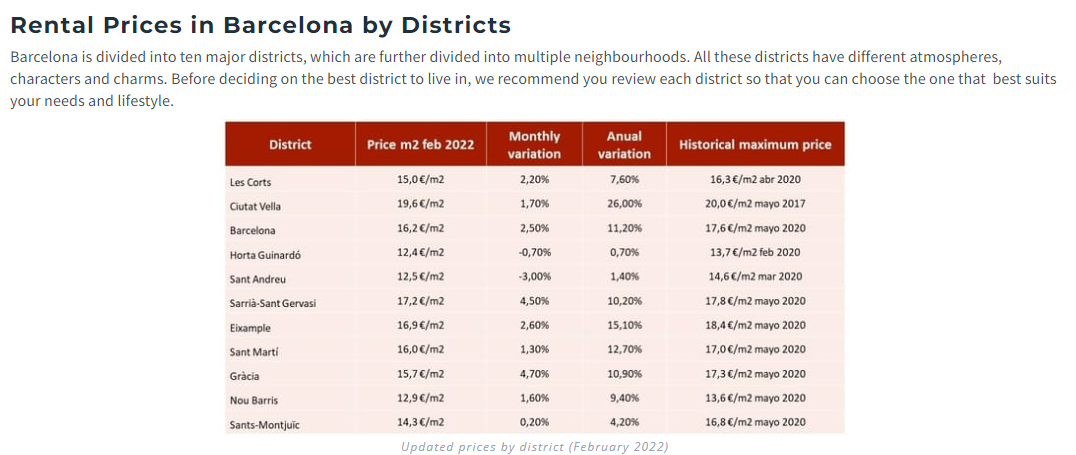 Rental Prices in Barcelona by Districts
Barcelona is divided into ten major districts, which are further divided into multiple neighbourhoods. All these districts have different atmospheres,
characters and charms. Before deciding on the best district to live in, we recommend you review each district so that you can choose the one that best suits
your needs and lifestyle.
District Price m2 feb 2022 Monthly variation Anual variation Historical maximum price
Les Corts 15,0€/m2 2,20% 7,60% 16,3€/m2 abr 2020
Ciutat Vella 19,6€/m2 1,70% 26,00% 20,0€/m2 mayo 2017
Barcelona 16,2€/m2 2,50% 11,20% 17,6€/m2 mayo 2020
Horta Guinardó 12,4€/m2 -0,70% 0,70% 13,7€/m2 feb 2020
Sant Andreu 12,5€/m2 -3,00% 1,40% 14,6€/m2 mar 2020
Sarrià-Sant Gervasi 17,2€/m2 4,50% 10,20% 17,8€/m2 mayo 2020
Eixample 16,9€/m2 2,60% 15,10% 18,4€/m2 mayo 2020
Sant Martí 16,0€/m2 1,30% 12,70% 17,0€/m2 mayo 2020
Gràcia 15,7€/m2 4,70% 10,90% 17,3€/m2 mayo 2020
Nou Barris 12,9€/m2 1,60% 9,40% 13,6€/m2 mayo 2020
Sants-Montjuïc 14,3€/m2 0,20% 4,20% 16,8€/m2 mayo 2020
Updated prices by district (February 2022)